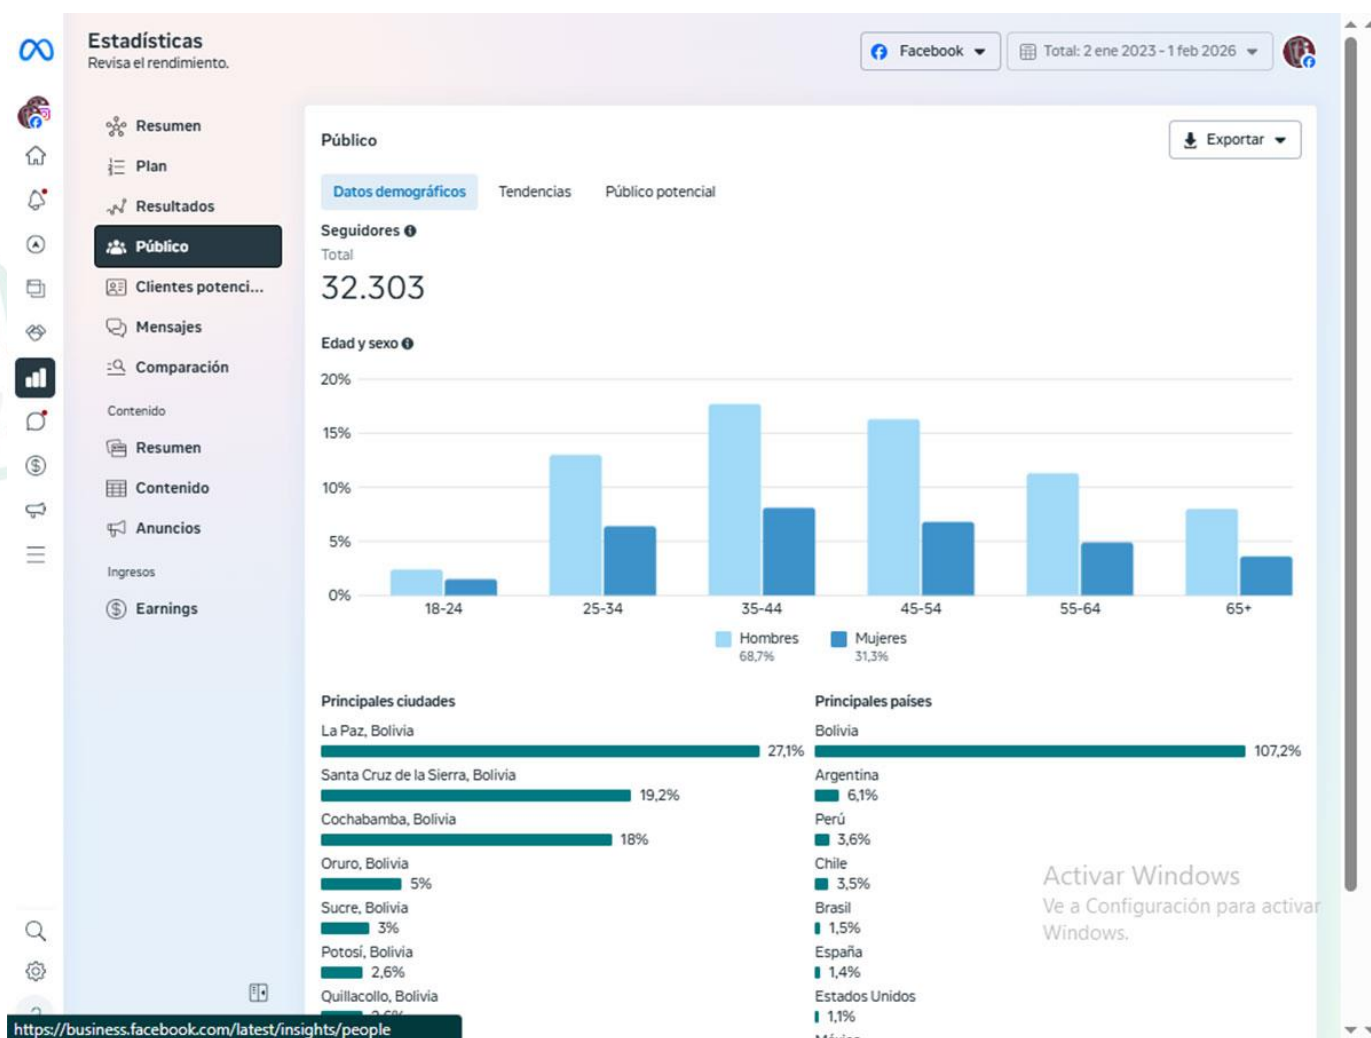 Estadísticas
Revisa el rendimiento.
Facebook
Total: 2 ene 2023 - 1 feb 2026
Resumen
Plan
Resultados
Público
Clientes potenci...
Mensajes
Comparación
Contenido
Resumen
Contenido
Anuncios
Ingresos
Earnings
Público
Exportar
Datos demográficos Tendencias Público potencial
Seguidores
Total
32.303
Edad y sexo
20%
15%
10%
5%
0%
18-24 25-34 35-44 45-54 55-64 65+
Hombres
68,7%
Mujeres
31,3%
Principales ciudades
La Paz, Bolivia
27,1%
Santa Cruz de la Sierra, Bolivia
19,2%
Cochabamba, Bolivia
18%
Oruro, Bolivia
5%
Sucre, Bolivia
3%
Potosí, Bolivia
2,6%
Quillacollo, Bolivia
Principales países
Bolivia
107,2%
Argentina
6,1%
Perú
3,6%
Chile
3,5%
Brasil
1,5%
España
1,4%
Estados Unidos
1,1%
Activar Windows
Ve a Configuración para activar
Windows.
https://business.facebook.com/latest/insights/people